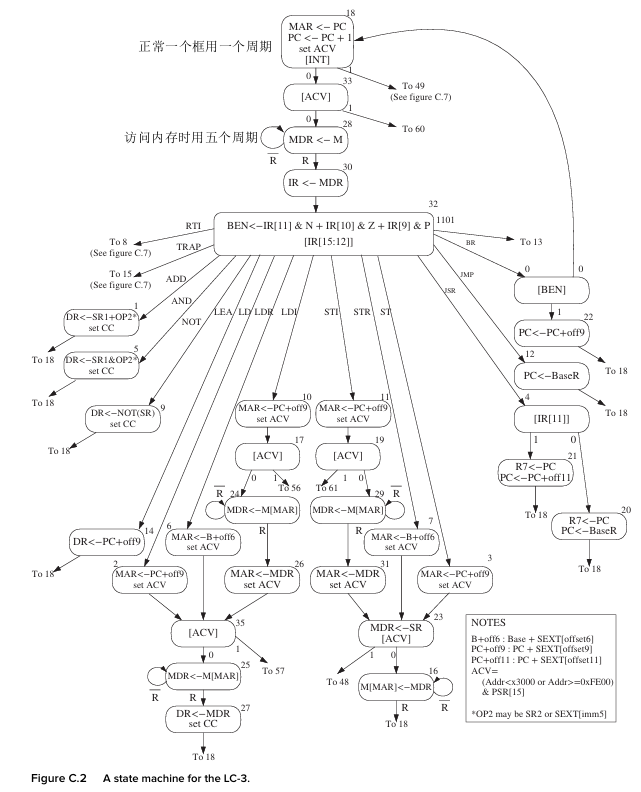 18
MAR <- PC
PC <- PC + 1
set ACV
[INT]
正常一个框用一个周期
0
1
To 49
(See figure C.7)
33
[ACV]
0
1
To 60
访问内存时用五个周期
28
MDR <- M
R
R
30
IR <- MDR
32
BEN<-IR[11] & N + IR[10] & Z + IR[9] & P
[IR[15:12]]
1101
To 13
RTI
To 8
(See figure C.7)
TRAP
To 15
(See figure C.7)
ADD
AND
NOT
LEA
LD
LDR
LDI
STI
STR
ST
JSR
JMP
BR
1
DR<-SR1+OP2*
set CC
To 18
5
DR<-SR1&OP2*
set CC
To 18
9
DR<-NOT(SR)
set CC
To 18
0
0
[BEN]
1
22
PC<-PC+off9
To 18
12
PC<-BaseR
To 18
4
[IR[11]]
1
0
21
R7<-PC
PC<-PC+off11
To 18
20
R7<-PC
PC<-BaseR
To 18
10
MAR<-PC+off9
set ACV
11
MAR<-PC+off9
set ACV
17
[ACV]
0
1
To 56
19
[ACV]
1
0
To 61
R
24
MDR<-M[MAR]
R
29
MDR<-M[MAR]
R
R
14
DR<-PC+off9
To 18
6
MAR<-B+off6
set ACV
7
MAR<-B+off6
set ACV
2
MAR<-PC+off9
set ACV
26
MAR<-MDR
set ACV
31
MAR<-MDR
set ACV
3
MAR<-PC+off9
set ACV
35
[ACV]
0
1
To 57
25
MDR<-M[MAR]
R
R
27
DR<-MDR
set CC
To 18
23
MDR<-SR
[ACV]
1
0
To 48
16
M[MAR]<-MDR
R
R
To 18
NOTES
B+off6 : Base + SEXT[offset6]
PC+off9 : PC + SEXT[offset9]
PC+off11 : PC + SEXT[offset11]
ACV=
(Addr<x3000 or Addr>=0xFE00)
& PSR[15]
*OP2 may be SR2 or SEXT[imm5]
Figure C.2 A state machine for the LC-3.